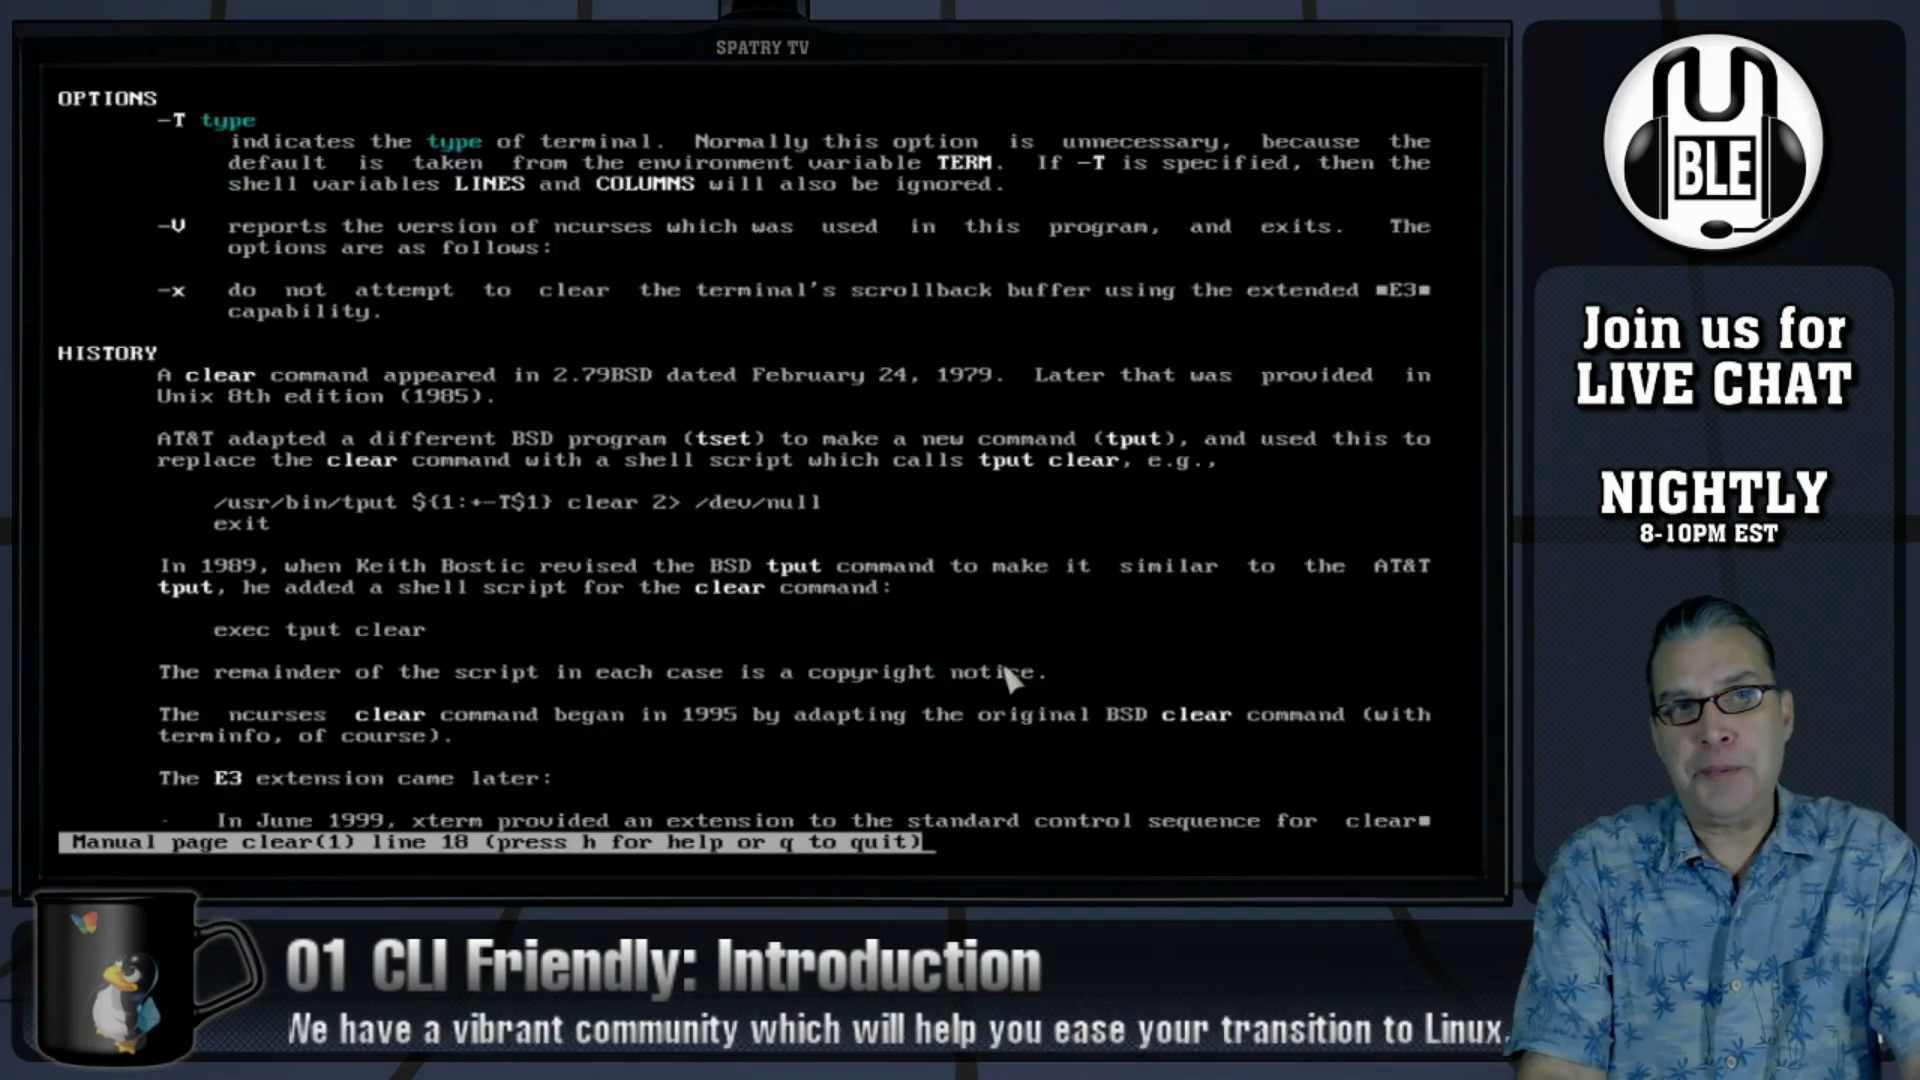 SPATRY TV
OPTIONS
-T type
indicates the type of terminal. Normally this option is unnecessary, because the
default is taken from the environment variable TERM. If -T is specified, then the
shell variables LINES and COLUMNS will also be ignored.
-V reports the version of ncurses which was used in this program, and exits. The
options are as follows:
-x do not attempt to clear the terminal's scrollback buffer using the extended ■E3■
capability.
HISTORY
A clear command appeared in 2.79BSD dated February 24, 1979. Later that was provided in
Unix 8th edition (1985).
AT&T adapted a different BSD program (tset) to make a new command (tput), and used this to
replace the clear command with a shell script which calls tput clear, e.g.,
/usr/bin/tput ${1:+-T$1} clear 2> /dev/null
exit
In 1989, when Keith Bostic revised the BSD tput command to make it similar to the AT&T
tput, he added a shell script for the clear command:
exec tput clear
The remainder of the script in each case is a copyright notice.
The ncurses clear command began in 1995 by adapting the original BSD clear command (with
terminfo, of course).
The E3 extension came later:
· In June 1999, xterm provided an extension to the standard control sequence for clear■
Manual page clear(1) line 18 (press h for help or q to quit)
BLE
Join us for
LIVE CHAT
NIGHTLY
8-10PM EST
01 CLI Friendly: Introduction
We have a vibrant community which will help you ease your transition to Linux.